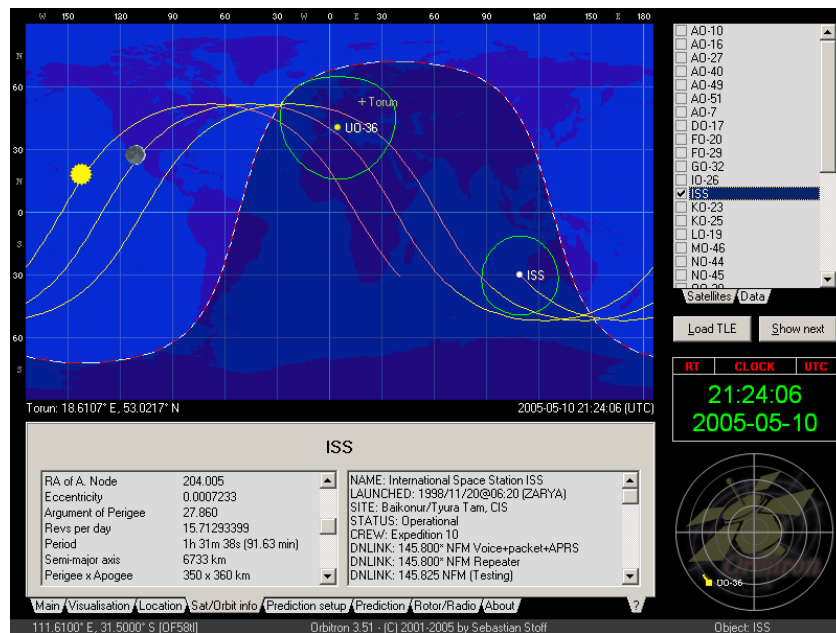 W 150 120 90 60 30 W 0 E 30 60 90 120 150 E 180
N
60
30
N
0
S
30
60
S
Torun
UO-36
ISS
Torun: 18.6107° E, 53.0217° N
2005-05-10 21:24:06 (UTC)
AO-10
AO-16
AO-27
AO-40
AO-49
AO-51
AO-7
DO-17
FO-20
FO-29
GO-32
IO-26
ISS
KO-23
KO-25
LO-19
MO-46
NO-44
NO-45
Satellites Data
Load TLE Show next
RT CLOCK UTC
21:24:06
2005-05-10
ISS
RA of A. Node 204.005
Eccentricity 0.0007233
Argument of Perigee 27.860
Revs per day 15.71293399
Period 1h 31m 38s (91.63 min)
Semi-major axis 6733 km
Perigee x Apogee 350 x 360 km
NAME: International Space Station ISS
LAUNCHED: 1998/11/20@06:20 (ZARYA)
SITE: Baikonur/Tyura Tam, CIS
STATUS: Operational
CREW: Expedition 10
DNLINK: 145.800* NFM Voice+packet+APRS
DNLINK: 145.800* NFM Repeater
DNLINK: 145.825 NFM (Testing)
UO-36
Main Visualisation Location Sat/Orbit info Prediction setup Prediction Rotor/Radio About ?
111.6100° E, 31.5000° S [OF58tl]
Orbitron 3.51 - (C) 2001-2005 by Sebastian Stoff
Object: ISS